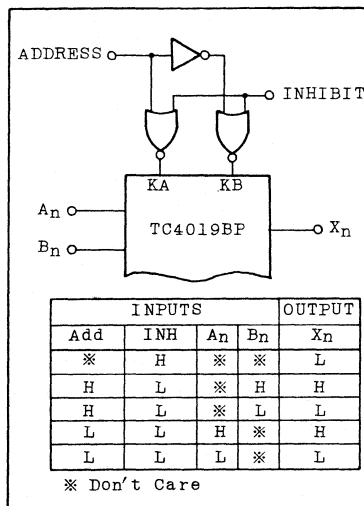 ADDRESS
INHIBIT
KA KB
An
TC4019BP
Xn
Bn
INPUTS OUTPUT
Add INH An Bn Xn
※ H ※ ※ L
H L ※ H H
H L ※ L L
L L H ※ H
L L L ※ L
※ Don't Care